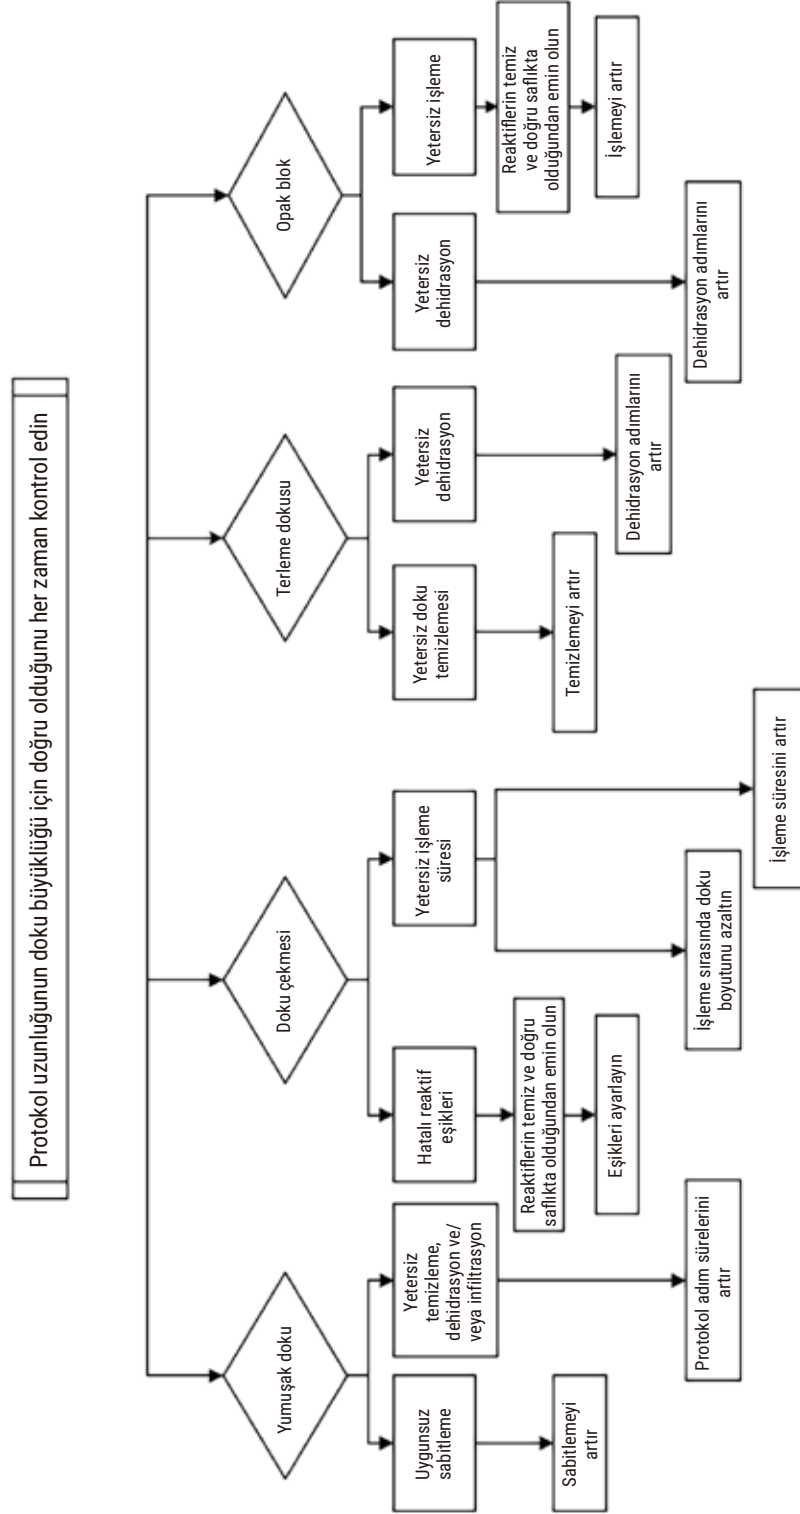 Protokol uzunluğunun doku büyüklüğü için doğru olduğunu her zaman kontrol edin
Yumuşak doku
Doku çekmesi
Terleme dokusu
Opak blok
Uygunsuz
sabitleme
Yetersiz
temizleme,
dehidrasyon ve/
veya infiltrasyon
Hatalı reaktif
eşikleri
Yetersiz işleme
süresi
Yetersiz doku
temizlemesi
Yetersiz
dehidrasyon
Yetersiz
dehidrasyon
Yetersiz işleme
Sabitlemeyi
artır
Protokol adım sürelerini
artır
Reaktiflerin temiz ve doğru
saflıkta olduğundan emin olun
Eşikleri ayarlayın
İşleme sırasında doku
boyutunu azaltın
İşleme süresini artır
Temizlemeyi artır
Dehidrasyon adımlarını
artır
Dehidrasyon adımlarını
artır
Reaktiflerin temiz
ve doğru saflıkta
olduğundan emin olun
İşlemeyi artır